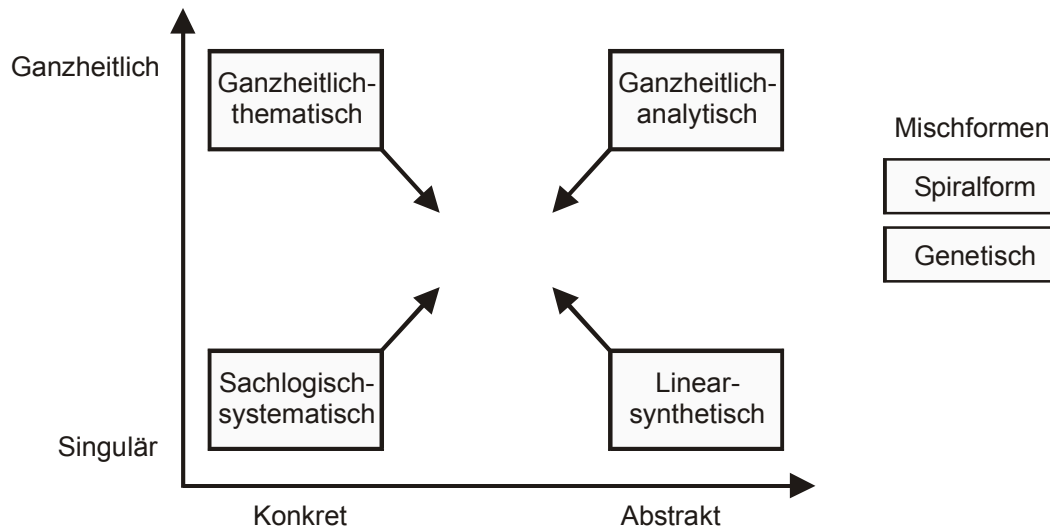 Ganzheitlich
Ganzheitlich-
thematisch
Ganzheitlich-
analytisch
Mischformen
Spiralform
Genetisch
Sachlogisch-
systematisch
Linear-
synthetisch
Singulär
Konkret
Abstrakt